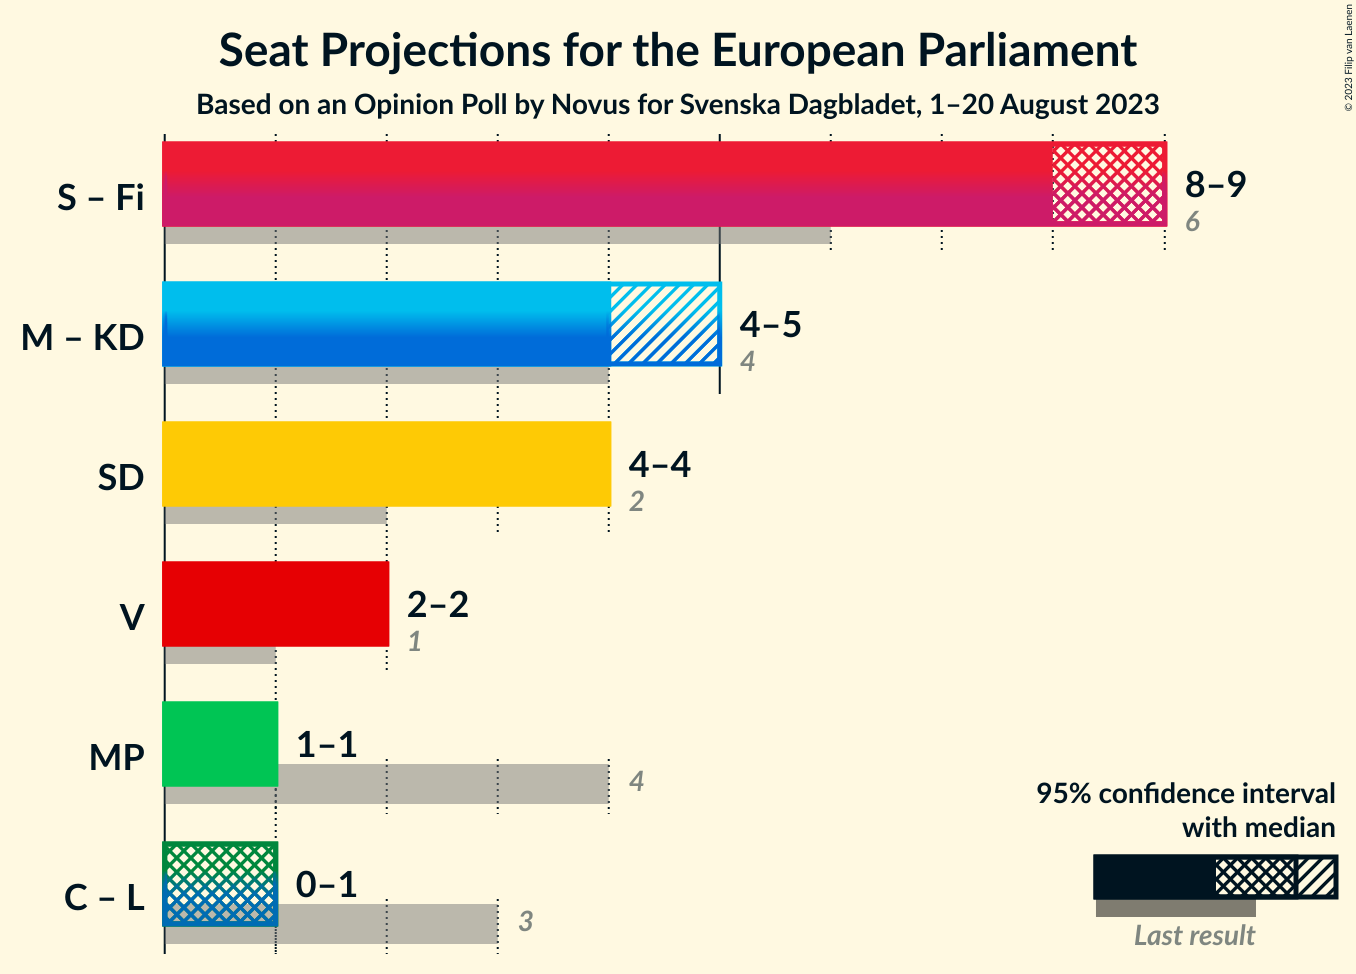 Seat Projections for the European Parliament
Based on an Opinion Poll by Novus for Svenska Dagbladet, 1–20 August 2023
© 2023 Filip van Laenen
S – Fi
8–9
6
M – KD
4–5
4
SD
4–4
2
V
2–2
1
MP
1–1
4
C – L
0–1
3
95% confidence interval
with median
Last result